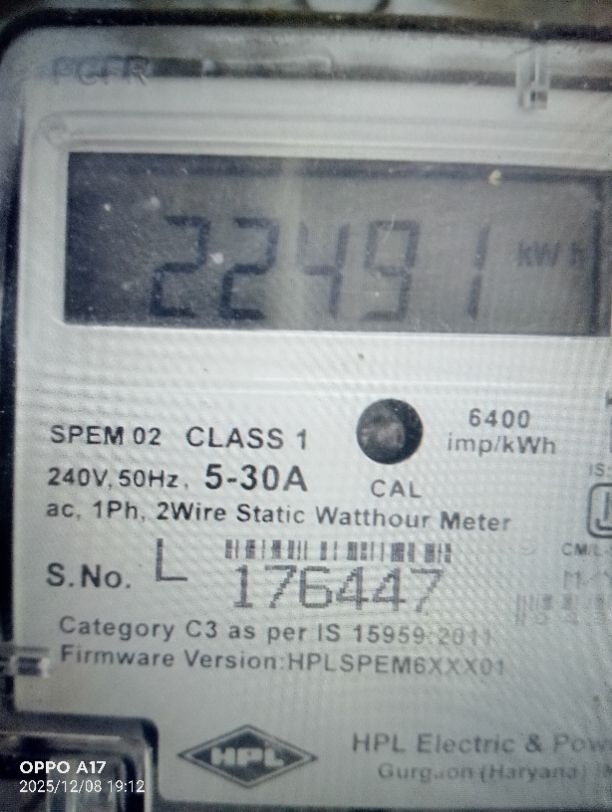 22491 kWh
6400
SPEM 02 CLASS 1 imp/kWh
240V, 50Hz, 5-30A
CAL
ac, 1Ph, 2Wire Static Watthour Meter
S.No. L 176447
Category C3 as per IS 15959:2011
Firmware Version:HPLSPEM6XXX01
HPL
HPL Electric &
Gurgaon (Haryana)
OPPO A17
2025/12/08 19:12